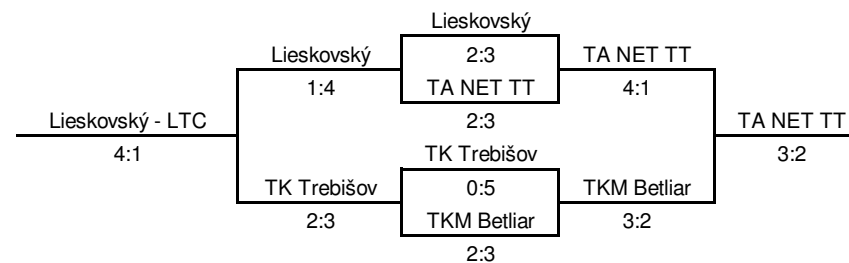 Lieskovský
Lieskovský
2:3
TA NET TT
1:4
TA NET TT
4:1
Lieskovský - LTC
2:3
TA NET TT
4:1
TK Trebišov
3:2
TK Trebišov
0:5
TKM Betliar
2:3
TKM Betliar
3:2
2:3